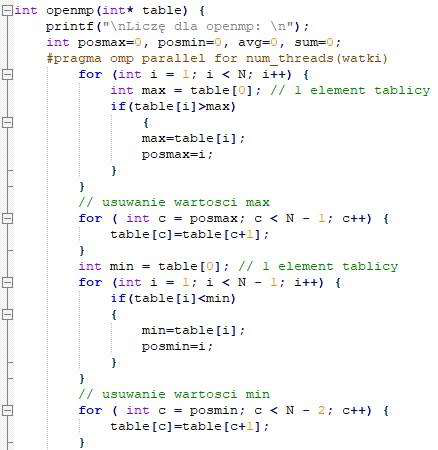 int openmp(int* table) {
    printf("\nLiczę dla openmp: \n");
    int posmax=0, posmin=0, avg=0, sum=0;
    #pragma omp parallel for num_threads(watki)
        for (int i = 1; i < N; i++) {
            int max = table[0]; // 1 element tablicy
            if(table[i]>max)
                {
                max=table[i];
                posmax=i;
            }
        }
        // usuwanie wartosci max
        for ( int c = posmax; c < N - 1; c++) {
            table[c]=table[c+1];
        }
        int min = table[0]; // 1 element tablicy
        for (int i = 1; i < N - 1; i++) {
            if(table[i]<min)
            {
                min=table[i];
                posmin=i;
            }
        }
        // usuwanie wartosci min
        for ( int c = posmin; c < N - 2; c++) {
            table[c]=table[c+1];
        }